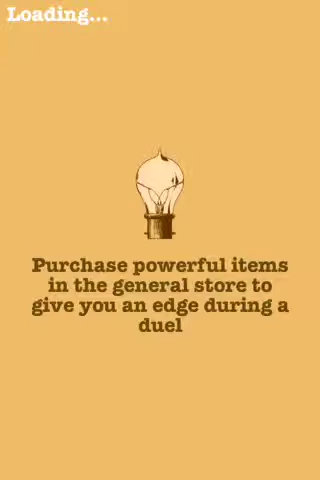 Loading...
Purchase powerful items
in the general store to
give you an edge during a
duel